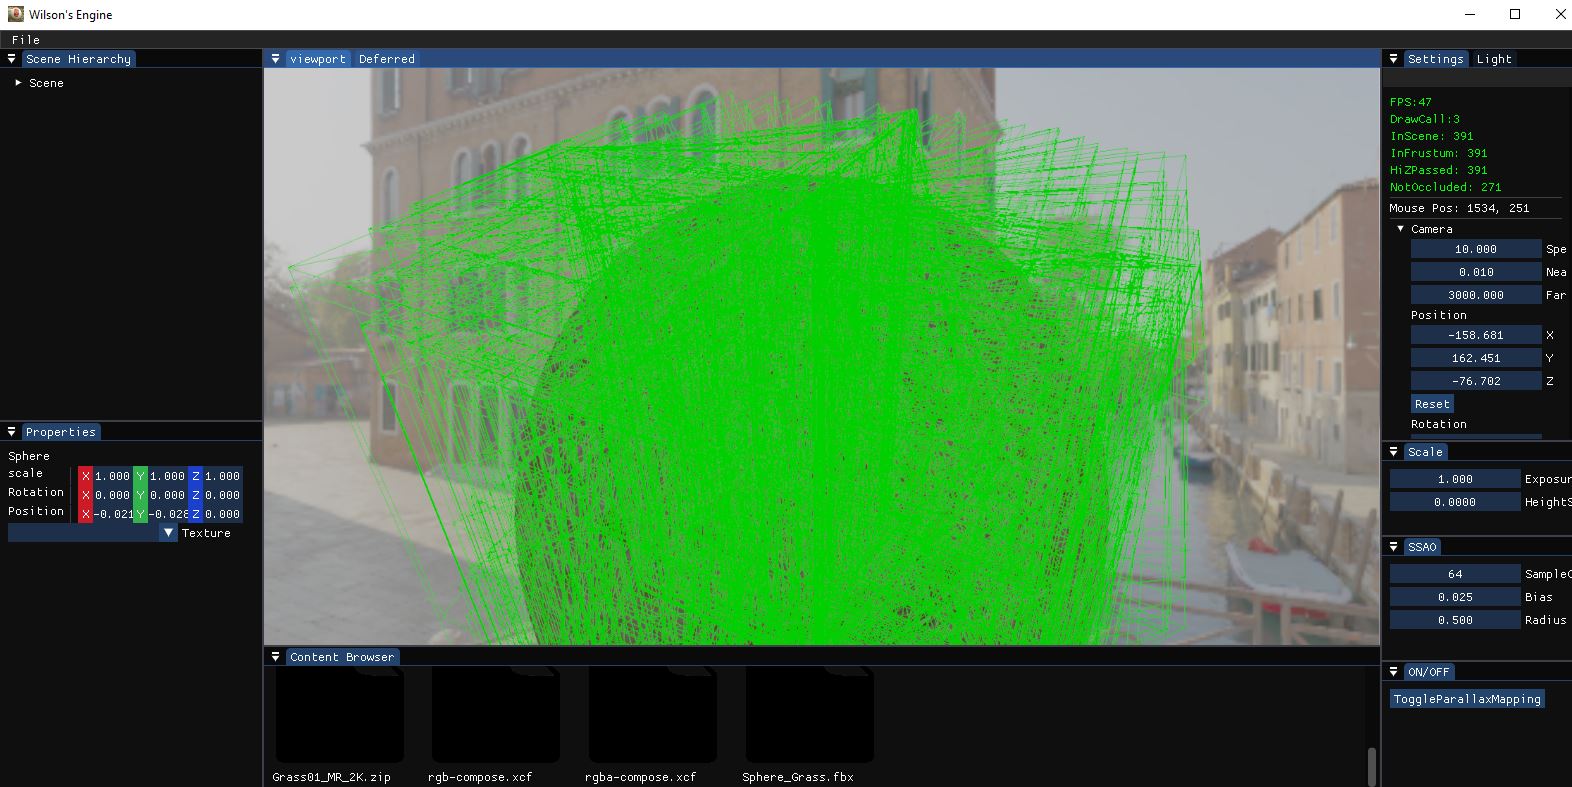 Wilson's Engine
File
Scene Hierarchy
Scene
viewport Deferred
Settings Light
FPS:47
DrawCall:3
InScene: 391
InFrustum: 391
HiZPassed: 391
NotOccluded: 271
Mouse Pos: 1534, 251
Camera
10.000 Spe
0.010 Nea
3000.000 Far
Position
-158.681 X
162.451 Y
-76.702 Z
Reset
Rotation
Properties
Sphere
scale X 1.000 Y 1.000 Z 1.000
Rotation X 0.000 Y 0.000 Z 0.000
Position X -0.021 Y -0.028 Z 0.000
Texture
Scale
1.000 Exposur
0.0000 HeightS
SSAO
64 SampleC
0.025 Bias
0.500 Radius
ON/OFF
ToggleParallaxMapping
Content Browser
Grass01_MR_2K.zip rgb-compose.xcf rgba-compose.xcf Sphere_Grass.fbx